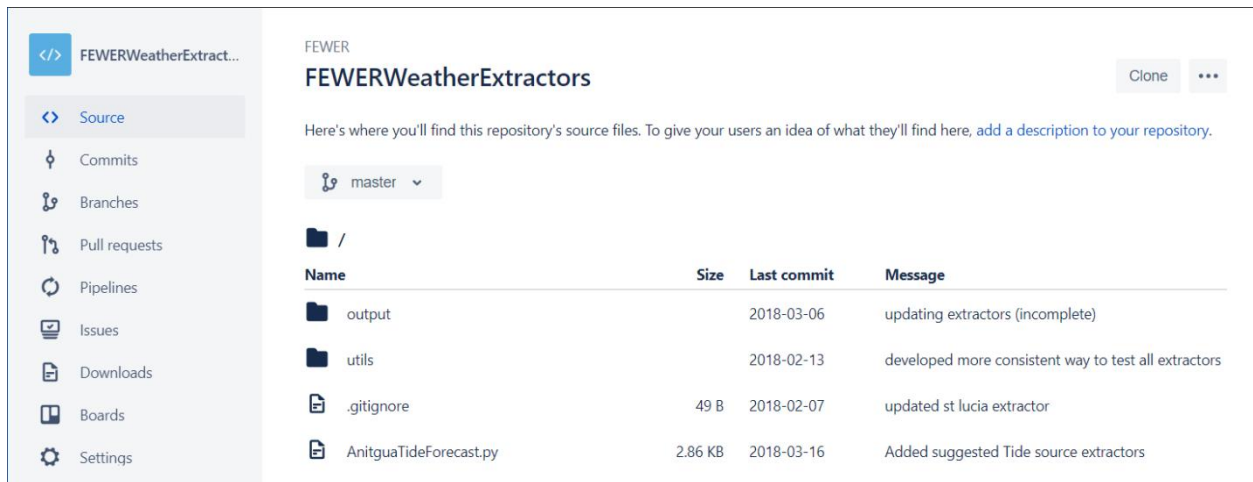 </> FEWERWeatherExtract...
Source
Commits
Branches
Pull requests
Pipelines
Issues
Downloads
Boards
Settings
FEWER
FEWERWeatherExtractors
Clone ...
Here's where you'll find this repository's source files. To give your users an idea of what they'll find here, add a description to your repository.
master
/
Name Size Last commit Message
output 2018-03-06 updating extractors (incomplete)
utils 2018-02-13 developed more consistent way to test all extractors
.gitignore 49 B 2018-02-07 updated st lucia extractor
AnitguaTideForecast.py 2.86 KB 2018-03-16 Added suggested Tide source extractors